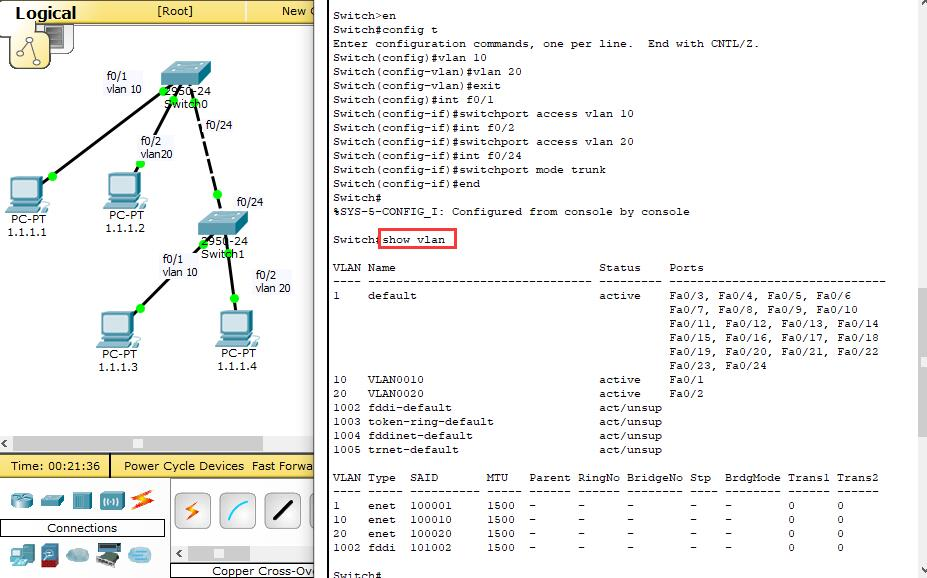 Logical
[Root]
New
f0/1
vlan 10
2950-24
Switch0
f0/24
f0/2
vlan20
PC-PT
1.1.1.1
PC-PT
1.1.1.2
f0/24
2950-24
Switch1
f0/1
vlan 10
f0/2
vlan 20
PC-PT
1.1.1.3
PC-PT
1.1.1.4
Time: 00:21:36
Power Cycle Devices Fast Forwa
Connections
Copper Cross-Ov
Switch>en
Switch#config t
Enter configuration commands, one per line. End with CNTL/Z.
Switch(config)#vlan 10
Switch(config-vlan)#vlan 20
Switch(config-vlan)#exit
Switch(config)#int f0/1
Switch(config-if)#switchport access vlan 10
Switch(config-if)#int f0/2
Switch(config-if)#switchport access vlan 20
Switch(config-if)#int f0/24
Switch(config-if)#switchport mode trunk
Switch(config-if)#end
Switch#
%SYS-5-CONFIG_I: Configured from console by console
Switch#show vlan
VLAN Name Status Ports
---- -------------------------------- --------- -------------------------------
1 default active Fa0/3, Fa0/4, Fa0/5, Fa0/6
Fa0/7, Fa0/8, Fa0/9, Fa0/10
Fa0/11, Fa0/12, Fa0/13, Fa0/14
Fa0/15, Fa0/16, Fa0/17, Fa0/18
Fa0/19, Fa0/20, Fa0/21, Fa0/22
Fa0/23, Fa0/24
10 VLAN0010 active Fa0/1
20 VLAN0020 active Fa0/2
1002 fddi-default act/unsup
1003 token-ring-default act/unsup
1004 fddinet-default act/unsup
1005 trnet-default act/unsup
VLAN Type SAID MTU Parent RingNo BridgeNo Stp BrdgMode Trans1 Trans2
---- ----- ---------- ----- ------ ------ -------- ---- -------- ------ ------
1 enet 100001 1500 - - - - - 0 0
10 enet 100010 1500 - - - - - 0 0
20 enet 100020 1500 - - - - - 0 0
1002 fddi 101002 1500 - - - - - 0 0
Switch#